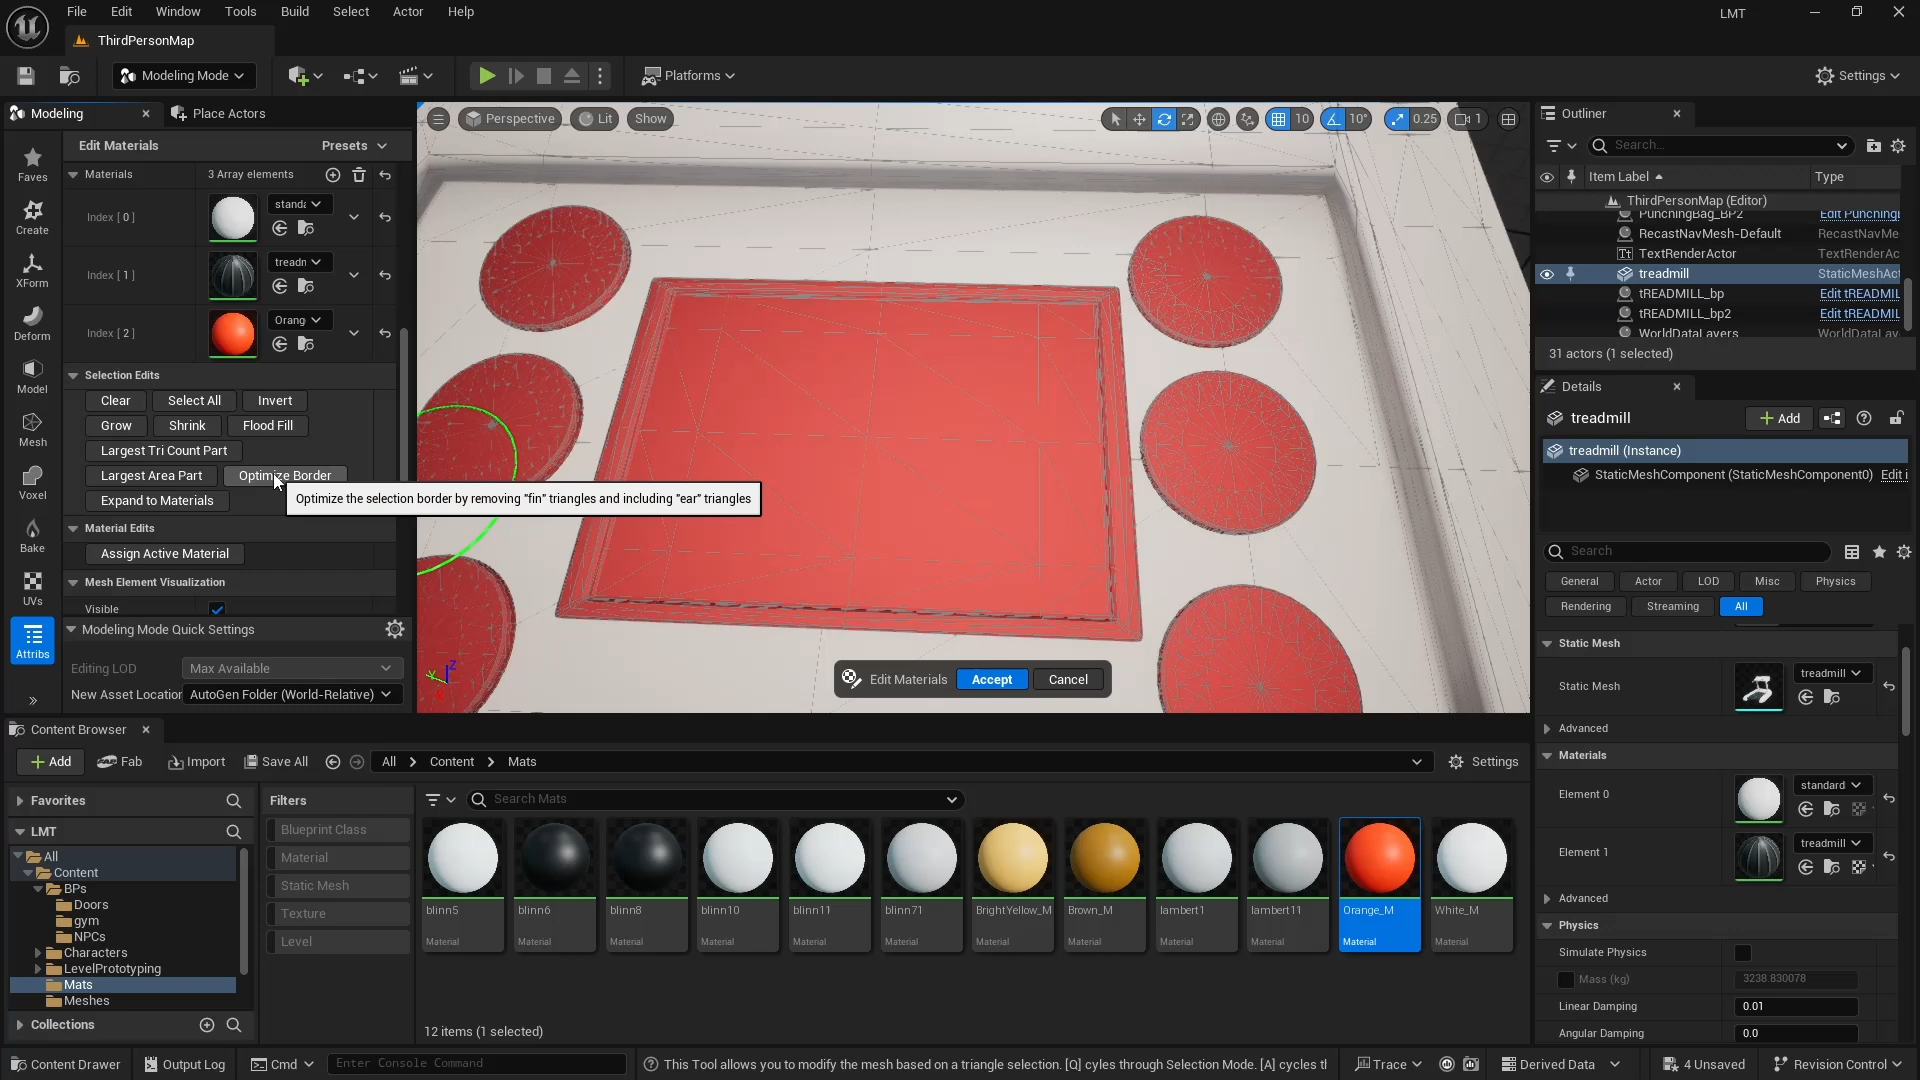 File Edit Window Tools Build Select Actor Help
LMT
ThirdPersonMap
Modeling Mode
Platforms
Settings
Modeling
Place Actors
Edit Materials
Presets
Materials
3 Array elements
Index [ 0 ]
standa
Index [ 1 ]
treadn
Index [ 2 ]
Orang
Selection Edits
Clear
Select All
Invert
Grow
Shrink
Flood Fill
Largest Tri Count Part
Largest Area Part
Optimize Border
Expand to Materials
Optimize the selection border by removing "fin" triangles and including "ear" triangles
Material Edits
Assign Active Material
Mesh Element Visualization
Visible
Modeling Mode Quick Settings
Editing LOD
Max Available
New Asset Location
AutoGen Folder (World-Relative)
Faves
Create
XForm
Deform
Model
Mesh
Voxel
Bake
UVs
Attribs
Perspective
Lit
Show
10
10°
0.25
1
Z
Edit Materials
Accept
Cancel
Outliner
Search...
Item Label
Type
ThirdPersonMap (Editor)
PunchingBag_BP2
Edit Punching
RecastNavMesh-Default
RecastNavMe
TextRenderActor
TextRenderAc
treadmill
StaticMeshAct
tREADMILL_bp
Edit tREADMIL
tREADMILL_bp2
Edit tREADMIL
WorldDataLayers
WorldDataLay
31 actors (1 selected)
Details
treadmill
Add
treadmill (Instance)
StaticMeshComponent (StaticMeshComponent0)
Edit i
Search
General
Actor
LOD
Misc
Physics
Rendering
Streaming
All
Static Mesh
Static Mesh
treadmill
Advanced
Materials
Element 0
standard
Element 1
treadmill
Advanced
Physics
Simulate Physics
Mass (kg)
3238.830078
Linear Damping
0.01
Angular Damping
0.0
Content Browser
Add
Fab
Import
Save All
All > Content > Mats
Settings
Favorites
LMT
All
Content
BPs
Doors
gym
NPCs
Characters
LevelPrototyping
Mats
Meshes
Collections
Filters
Blueprint Class
Material
Static Mesh
Texture
Level
Search Mats
blinn5
Material
blinn6
Material
blinn8
Material
blinn10
Material
blinn11
Material
blinn71
Material
BrightYellow_M
Material
Brown_M
Material
lambert1
Material
lambert11
Material
Orange_M
Material
White_M
Material
12 items (1 selected)
Content Drawer
Output Log
Cmd
Enter Console Command
This Tool allows you to modify the mesh based on a triangle selection. [Q] cyles through Selection Mode. [A] cycles tl
Trace
Derived Data
4 Unsaved
Revision Control